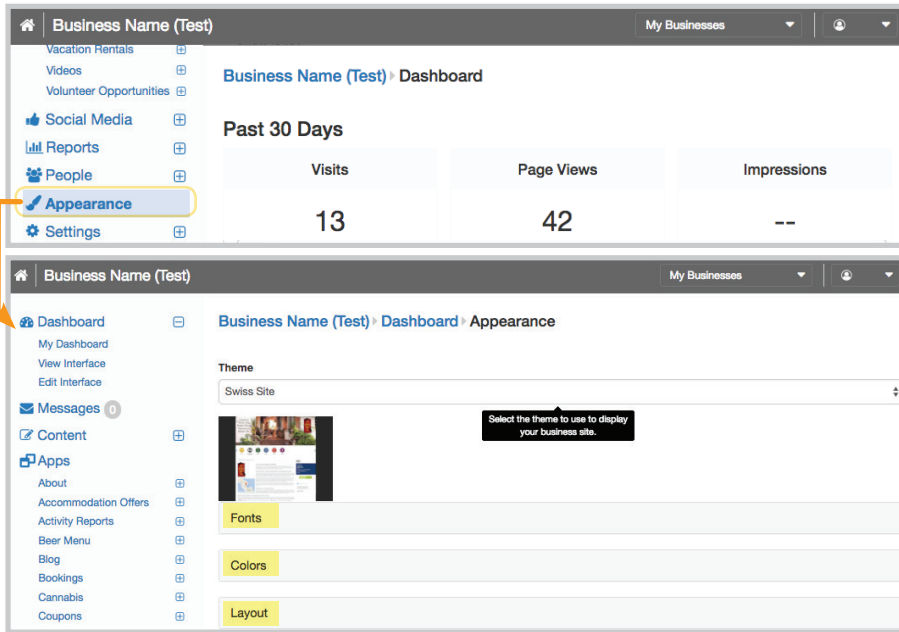 Business Name (Test)
My Businesses
Vacation Rentals
Videos
Volunteer Opportunities
Social Media
Reports
People
Appearance
Settings
Business Name (Test) Dashboard
Past 30 Days
Visits Page Views Impressions
13 42 --
Business Name (Test)
My Businesses
Dashboard
My Dashboard
View Interface
Edit Interface
Messages 0
Content
Apps
About
Accommodation Offers
Activity Reports
Beer Menu
Blog
Bookings
Cannabis
Coupons
Business Name (Test) Dashboard Appearance
Theme
Swiss Site
Select the theme to use to display
your business site.
Fonts
Colors
Layout